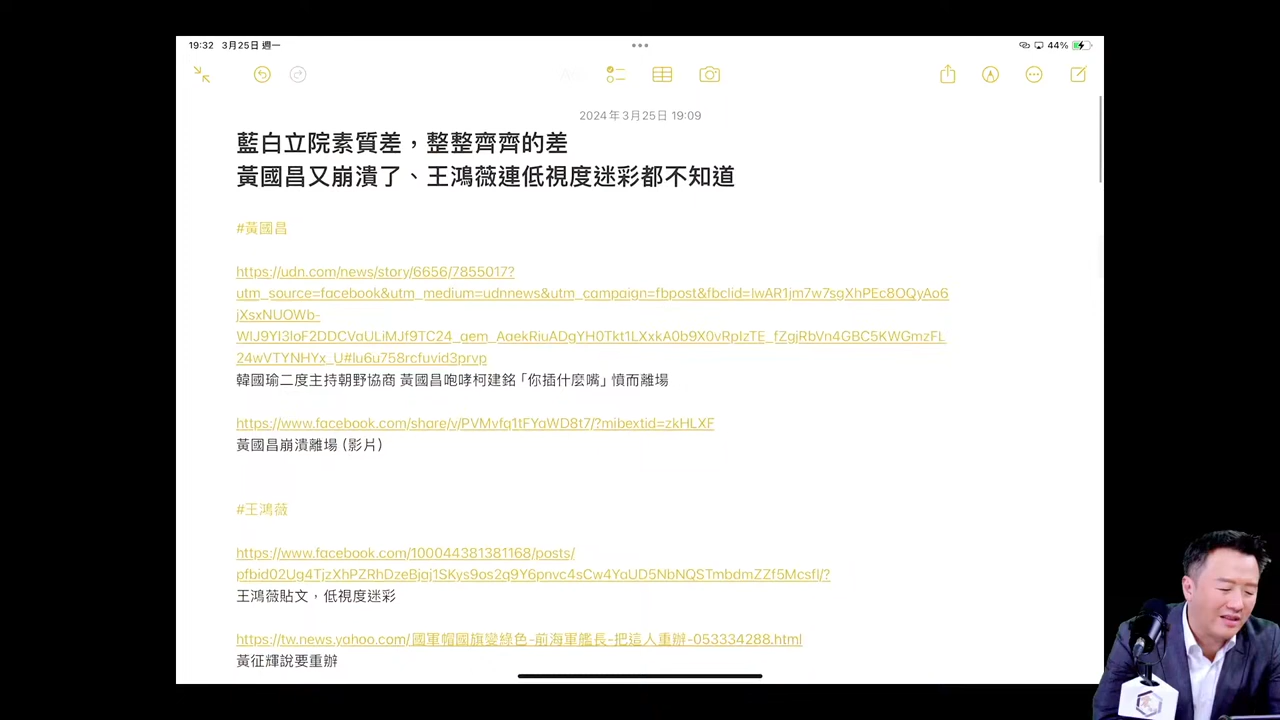 19:32 3月25日 週一
44%
2024年3月25日 19:09
藍白立院素質差，整整齊齊的差
黃國昌又崩潰了、王鴻薇連低視度迷彩都不知道
#黃國昌
https://udn.com/news/story/6656/7855017?
utm_source=facebook&utm_medium=udnnews&utm_campaign=fbpost&fbclid=IwAR1jm7w7sgXhPEc8OQyAo6
jXsxNUOWb-
WIJ9YI3IoF2DDCVaULiMJf9TC24_aem_AaekRiuADgYH0Tkt1LXxkA0b9X0vRpIzTE_fZgjRbVn4GBC5KWGmzFL
24wVTYNHYx_U#lu6u758rcfuvid3prvp
韓國瑜二度主持朝野協商 黃國昌咆哮柯建銘「你插什麼嘴」憤而離場
https://www.facebook.com/share/v/PVMvfq1tFYaWD8t7/?mibextid=zkHLXF
黃國昌崩潰離場（影片）
#王鴻薇
https://www.facebook.com/100044381381168/posts/
pfbid02Ug4TjzXhPZRhDzeBjaj1SKys9os2g9Y6pnvc4sCw4YaUD5NbNQSTmbdmZZf5Mcsfl/?
王鴻薇貼文，低視度迷彩
https://tw.news.yahoo.com/國軍帽國旗變綠色-前海軍艦長-把這人重辦-053334288.html
黃征輝說要重辦